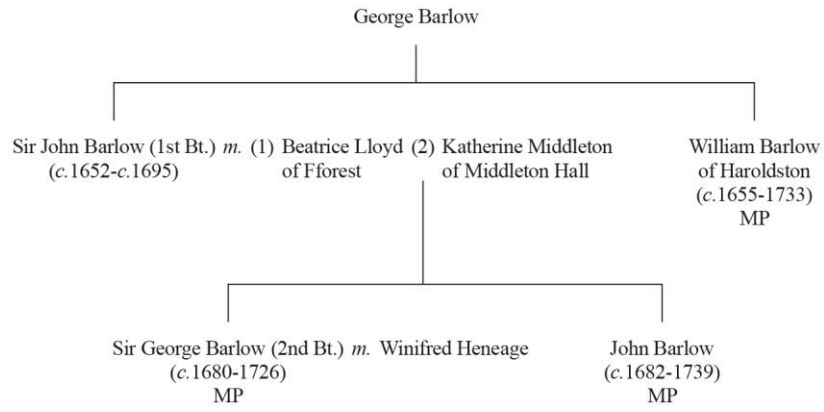 George Barlow
Sir John Barlow (1st Bt.) m. (1) Beatrice Lloyd (2) Katherine Middleton
(c.1652-c.1695) of Fforest of Middleton Hall
William Barlow
of Haroldston
(c.1655-1733)
MP
Sir George Barlow (2nd Bt.) m. Winifred Heneage
(c.1680-1726)
MP
John Barlow
(c.1682-1739)
MP